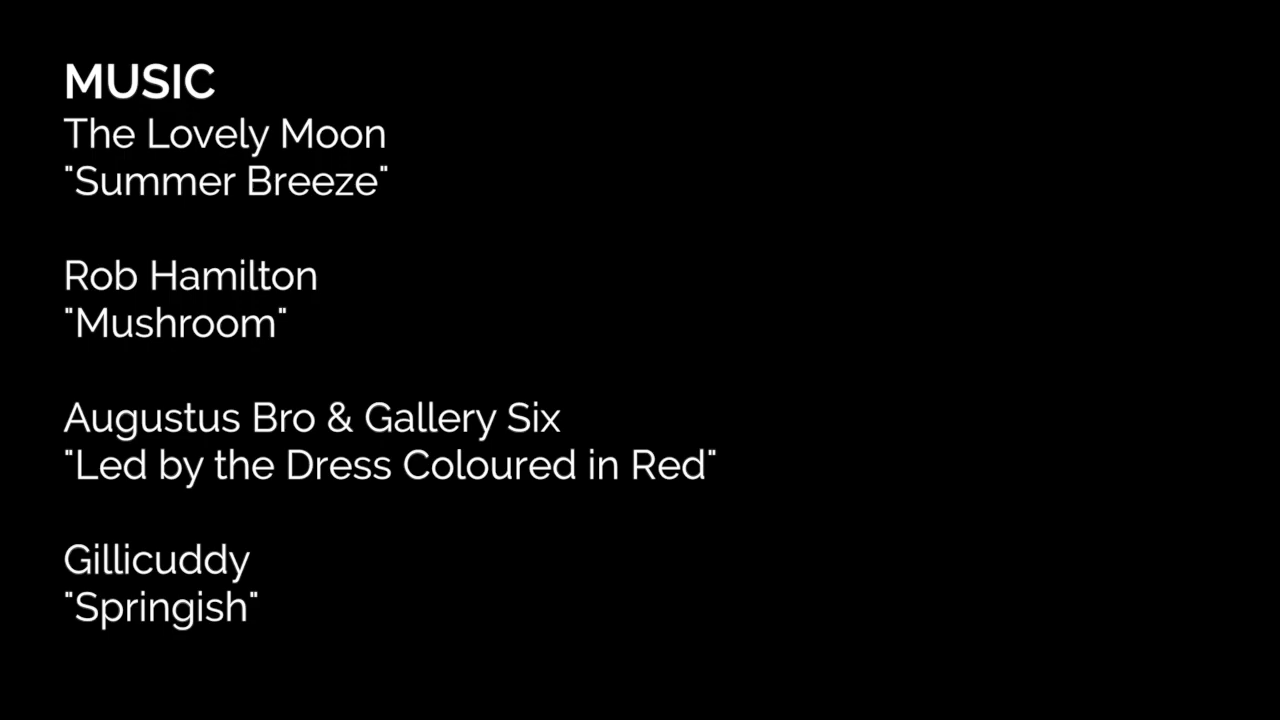 MUSIC
The Lovely Moon
"Summer Breeze"
Rob Hamilton
"Mushroom"
Augustus Bro & Gallery Six
"Led by the Dress Coloured in Red"
Gillicuddy
"Springish"